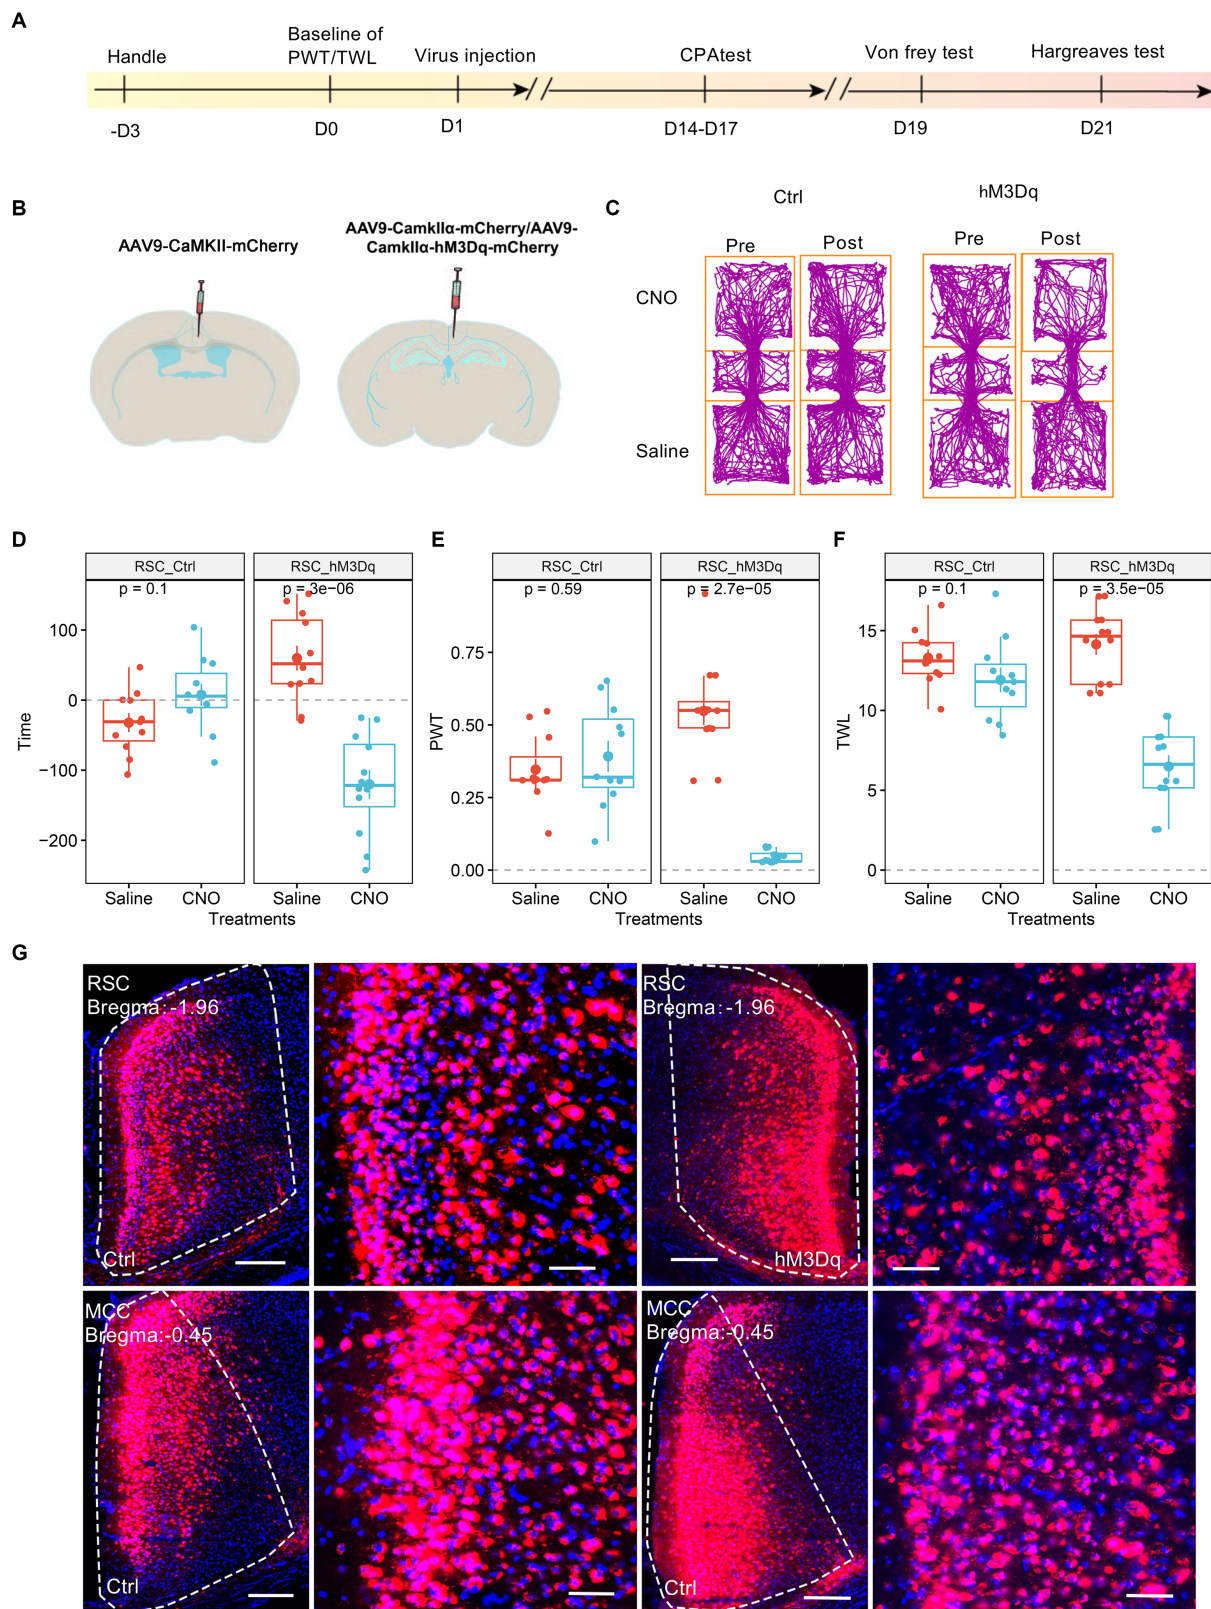 A
Handle
Baseline of
PWT/TWL
Virus injection
CPAtest
Von frey test
Hargreaves test
-D3
D0
D1
D14-D17
D19
D21
B
AAV9-CaMKII-mCherry
AAV9-CamkIIα-mCherry/AAV9-
CamkIIα-hM3Dq-mCherry
C
Ctrl
hM3Dq
Pre
Post
Pre
Post
CNO
Saline
D
RSC_Ctrl
RSC_hM3Dq
p = 0.1
p = 3e−06
Time
100
0
−100
−200
Saline
CNO
Saline
CNO
Treatments
E
RSC_Ctrl
RSC_hM3Dq
p = 0.59
p = 2.7e−05
PWT
0.75
0.50
0.25
0.00
Saline
CNO
Saline
CNO
Treatments
F
RSC_Ctrl
RSC_hM3Dq
p = 0.1
p = 3.5e−05
TWL
15
10
5
0
Saline
CNO
Saline
CNO
Treatments
G
RSC
Bregma:-1.96
Ctrl
RSC
Bregma:-1.96
hM3Dq
MCC
Bregma:-0.45
Ctrl
MCC
Bregma:-0.45
Ctrl